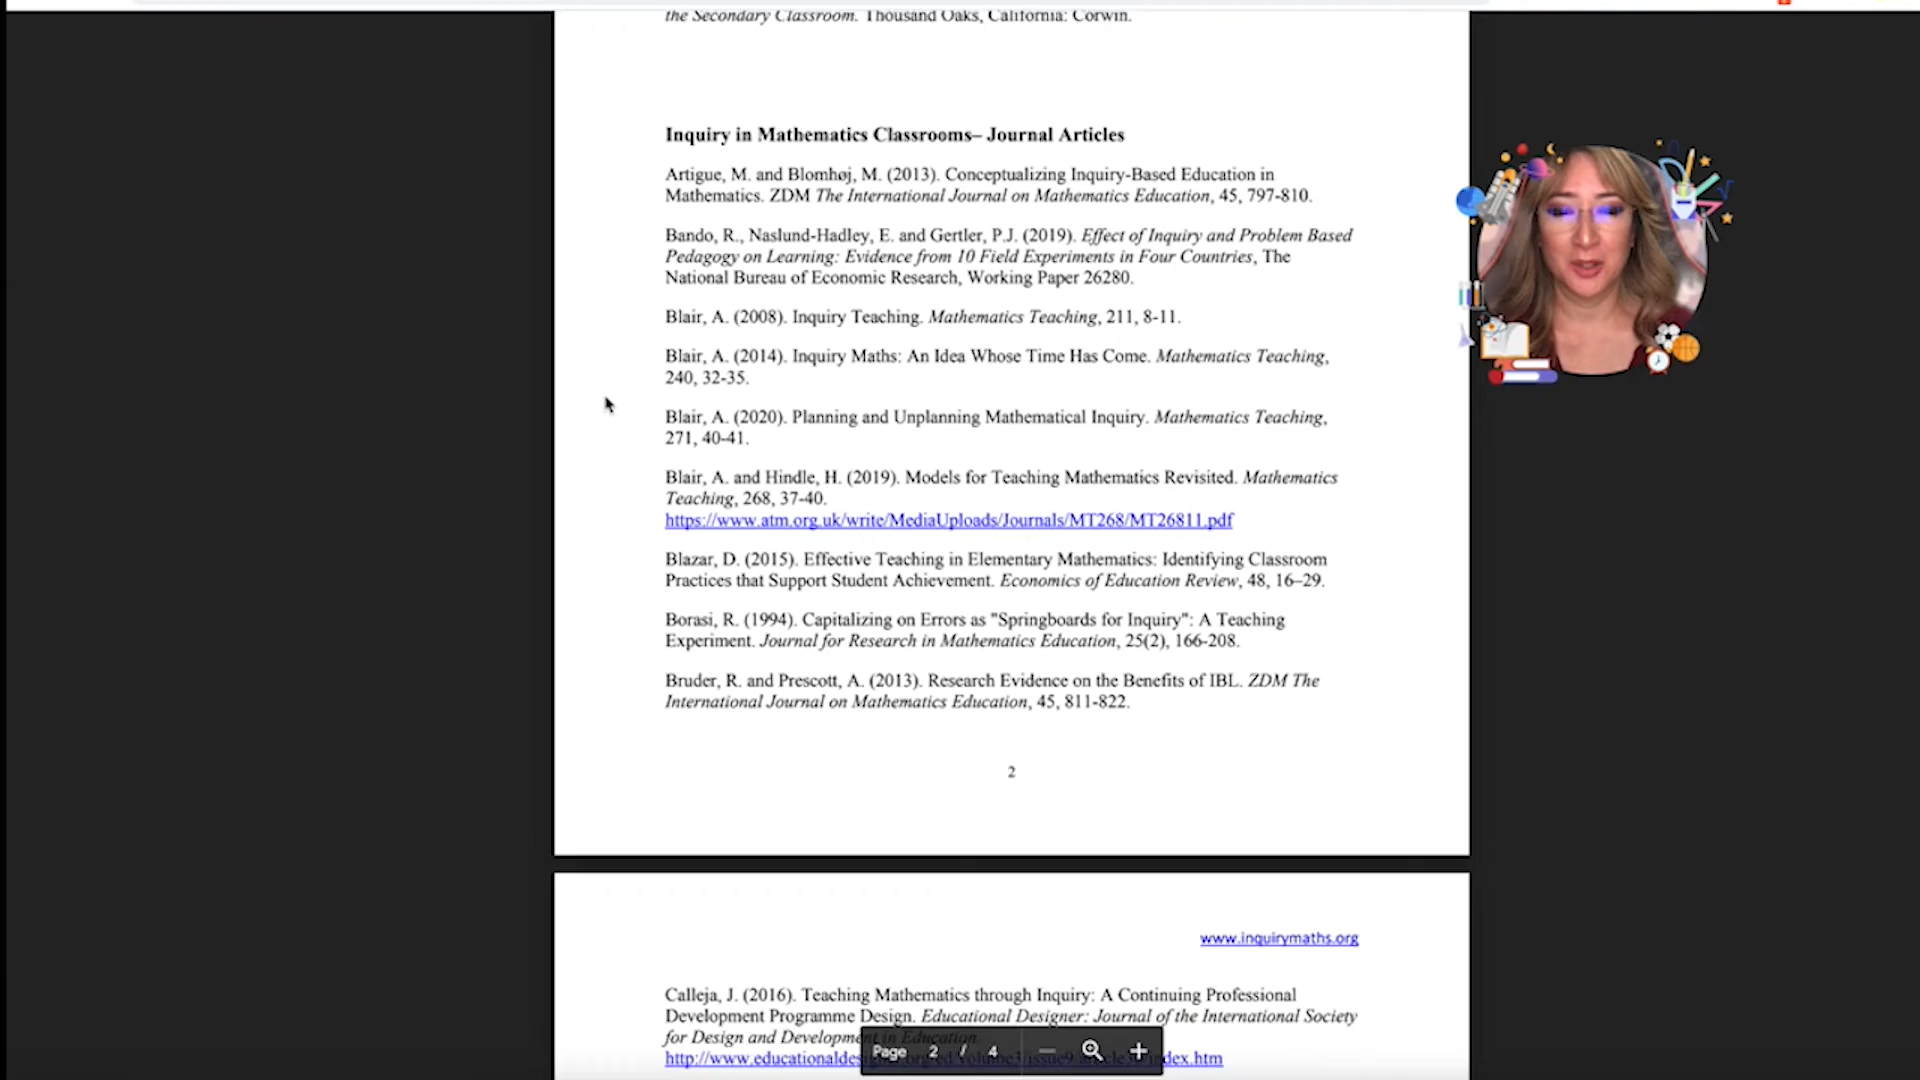 the Secondary Classroom. Thousand Oaks, California: Corwin.
Inquiry in Mathematics Classrooms– Journal Articles
Artigue, M. and Blomhøj, M. (2013). Conceptualizing Inquiry-Based Education in
Mathematics. ZDM The International Journal on Mathematics Education, 45, 797-810.
Bando, R., Naslund-Hadley, E. and Gertler, P.J. (2019). Effect of Inquiry and Problem Based
Pedagogy on Learning: Evidence from 10 Field Experiments in Four Countries, The
National Bureau of Economic Research, Working Paper 26280.
Blair, A. (2008). Inquiry Teaching. Mathematics Teaching, 211, 8-11.
Blair, A. (2014). Inquiry Maths: An Idea Whose Time Has Come. Mathematics Teaching,
240, 32-35.
Blair, A. (2020). Planning and Unplanning Mathematical Inquiry. Mathematics Teaching,
271, 40-41.
Blair, A. and Hindle, H. (2019). Models for Teaching Mathematics Revisited. Mathematics
Teaching, 268, 37-40.
https://www.atm.org.uk/write/MediaUploads/Journals/MT268/MT26811.pdf
Blazar, D. (2015). Effective Teaching in Elementary Mathematics: Identifying Classroom
Practices that Support Student Achievement. Economics of Education Review, 48, 16–29.
Borasi, R. (1994). Capitalizing on Errors as "Springboards for Inquiry": A Teaching
Experiment. Journal for Research in Mathematics Education, 25(2), 166-208.
Bruder, R. and Prescott, A. (2013). Research Evidence on the Benefits of IBL. ZDM The
International Journal on Mathematics Education, 45, 811-822.
2
www.inquirymaths.org
Calleja, J. (2016). Teaching Mathematics through Inquiry: A Continuing Professional
Development Programme Design. Educational Designer: Journal of the International Society
for Design and Development in Education.
Page 2 / 4